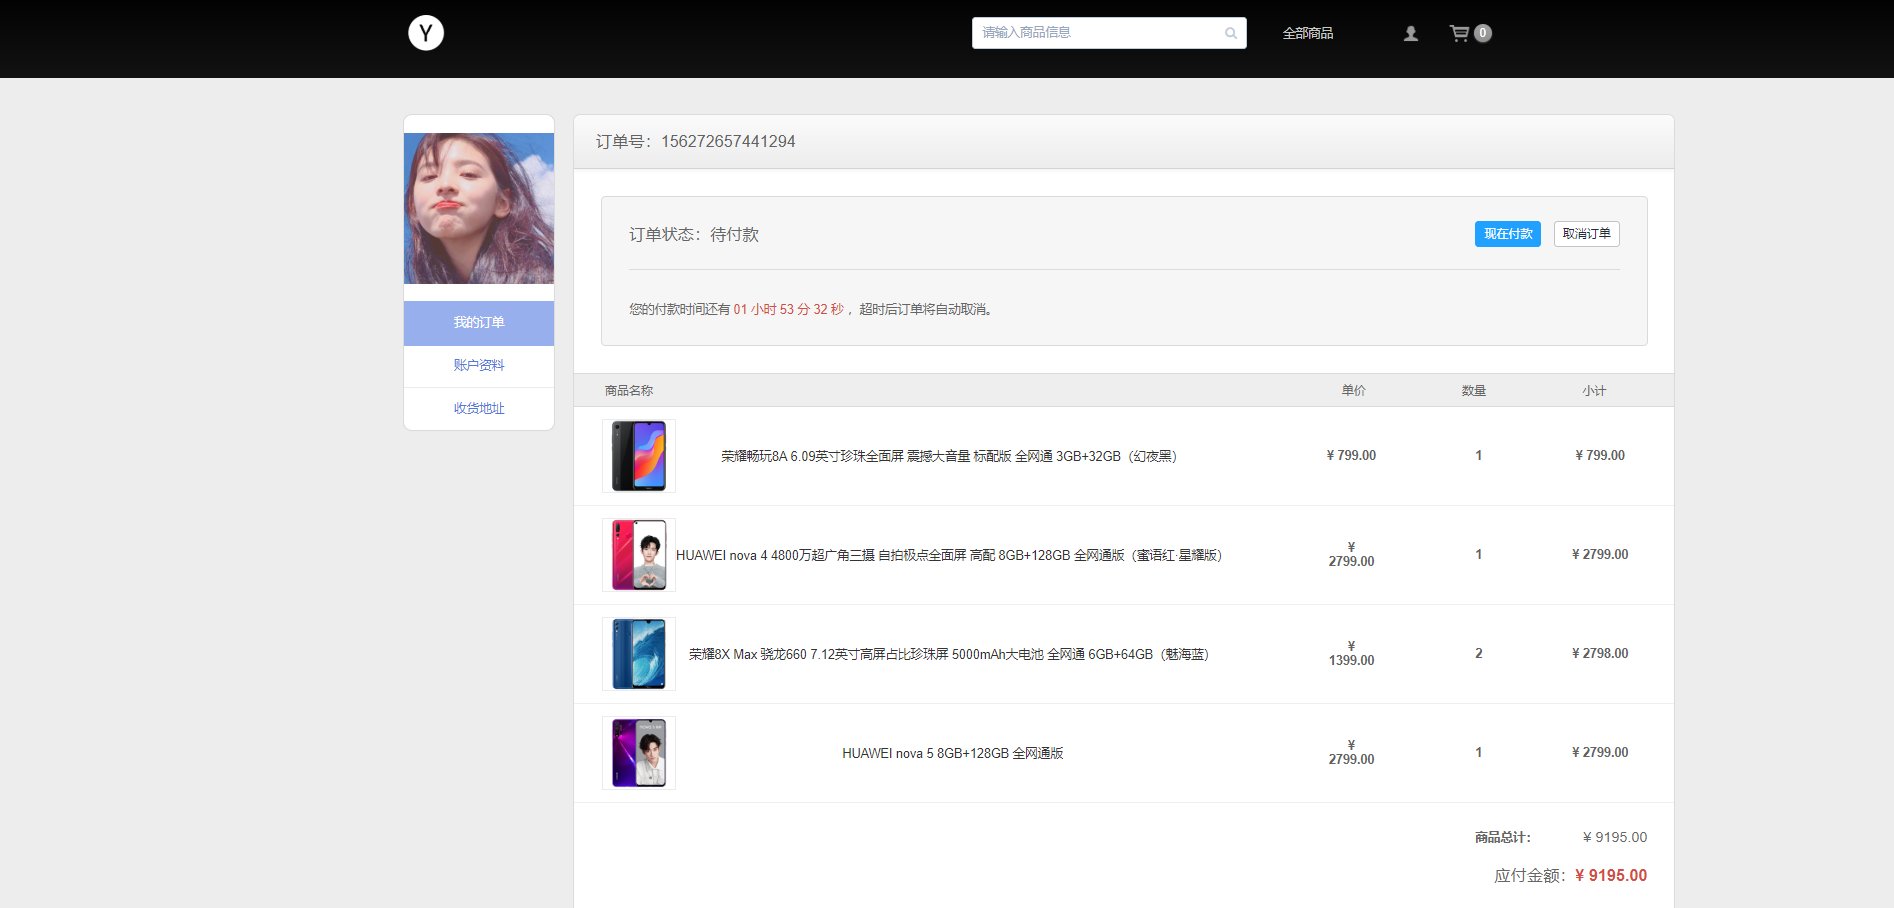 Y
请输入商品信息
全部商品
0
订单号：156272657441294
订单状态：待付款
现在付款
取消订单
您的付款时间还有 01 小时 53 分 32 秒 ，超时后订单将自动取消。
我的订单
账户资料
收货地址
商品名称
单价
数量
小计
荣耀畅玩8A 6.09英寸珍珠全面屏 震撼大音量 标配版 全网通 3GB+32GB（幻夜黑）
¥ 799.00
1
¥ 799.00
HUAWEI nova 4 4800万超广角三摄 自拍极点全面屏 高配 8GB+128GB 全网通版（蜜语红·星耀版）
¥
2799.00
1
¥ 2799.00
荣耀8X Max 骁龙660 7.12英寸高屏占比珍珠屏 5000mAh大电池 全网通 6GB+64GB（魅海蓝）
¥
1399.00
2
¥ 2798.00
HUAWEI nova 5 8GB+128GB 全网通版
¥
2799.00
1
¥ 2799.00
商品总计：
¥ 9195.00
应付金额：¥ 9195.00